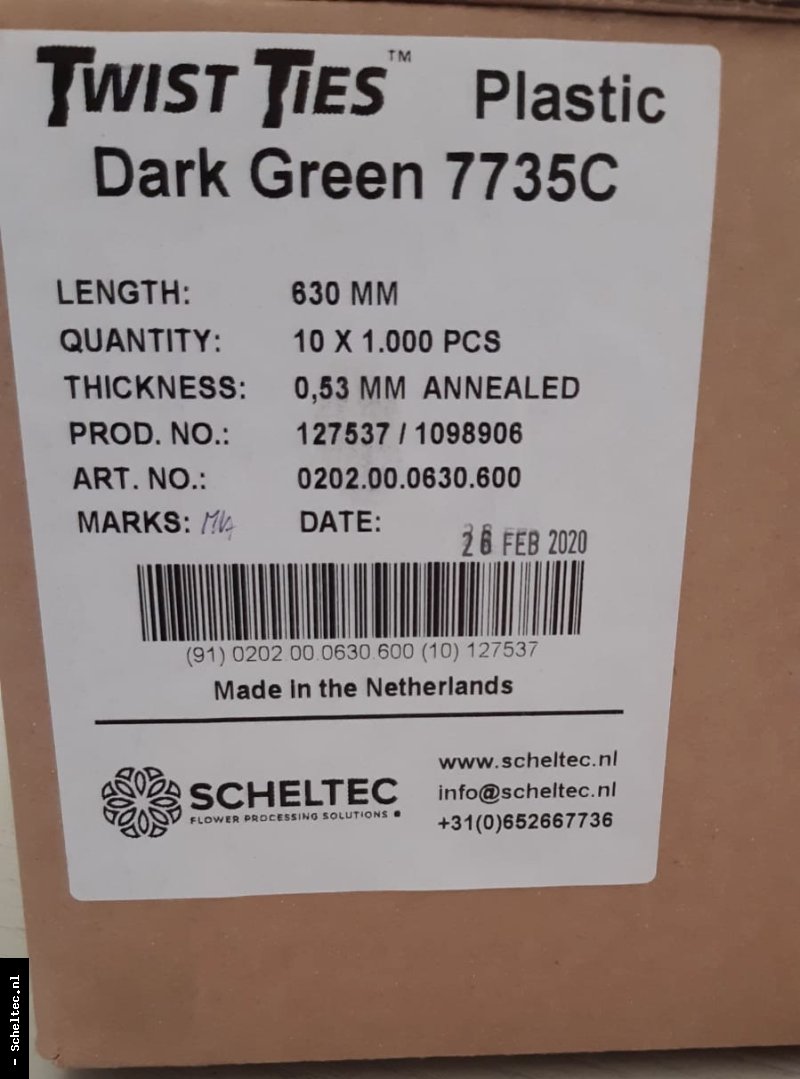 TWIST TIES™ Plastic
Dark Green 7735C
LENGTH: 630 MM
QUANTITY: 10 X 1.000 PCS
THICKNESS: 0,53 MM ANNEALED
PROD. NO.: 127537 / 1098906
ART. NO.: 0202.00.0630.600
MARKS: DATE: 26 FEB 2020
(91) 0202.00.0630.600 (10) 127537
Made in the Netherlands
SCHELTEC
FLOWER PROCESSING SOLUTIONS
www.scheltec.nl
info@scheltec.nl
+31(0)652667736
- Scheltec.nl